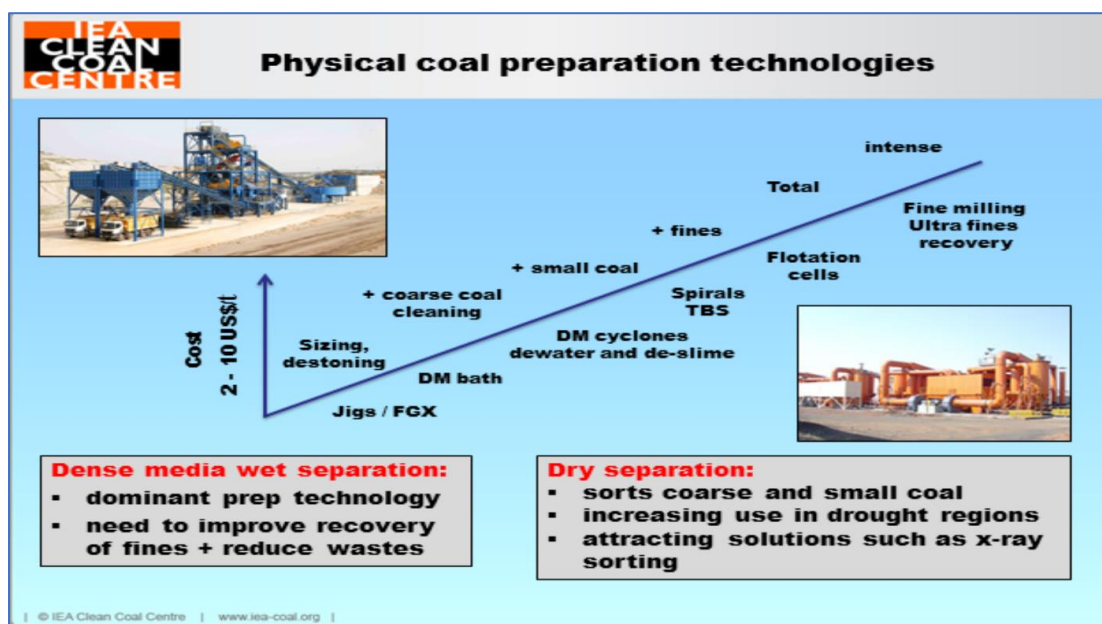 IEA
CLEAN
COAL
CENTRE
Physical coal preparation technologies
intense
Total
Fine milling
Ultra fines
recovery
+ fines
Flotation
cells
+ small coal
Spirals
TBS
+ coarse coal
cleaning
DM cyclones
dewater and de-slime
Sizing,
destoning
DM bath
Jigs / FGX
Cost
2 - 10 US$/t
Dense media wet separation:
▪ dominant prep technology
▪ need to improve recovery
of fines + reduce wastes
Dry separation:
▪ sorts coarse and small coal
▪ increasing use in drought regions
▪ attracting solutions such as x-ray
sorting
| © IEA Clean Coal Centre | www.iea-coal.org |